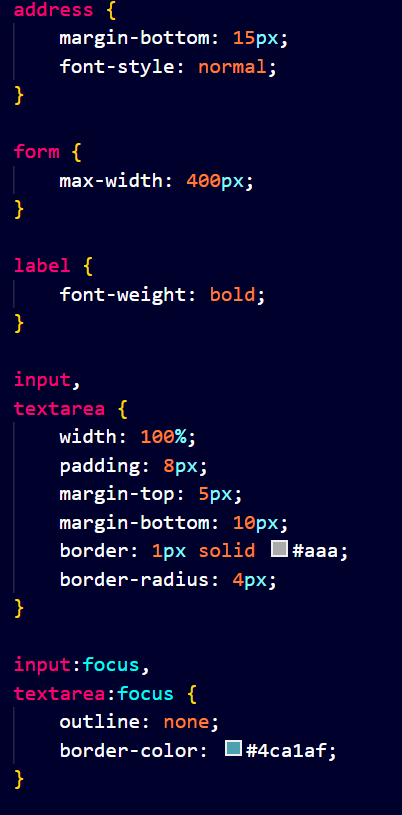 address {
    margin-bottom: 15px;
    font-style: normal;
}

form {
    max-width: 400px;
}

label {
    font-weight: bold;
}

input,
textarea {
    width: 100%;
    padding: 8px;
    margin-top: 5px;
    margin-bottom: 10px;
    border: 1px solid #aaa;
    border-radius: 4px;
}

input:focus,
textarea:focus {
    outline: none;
    border-color: #4ca1af;
}